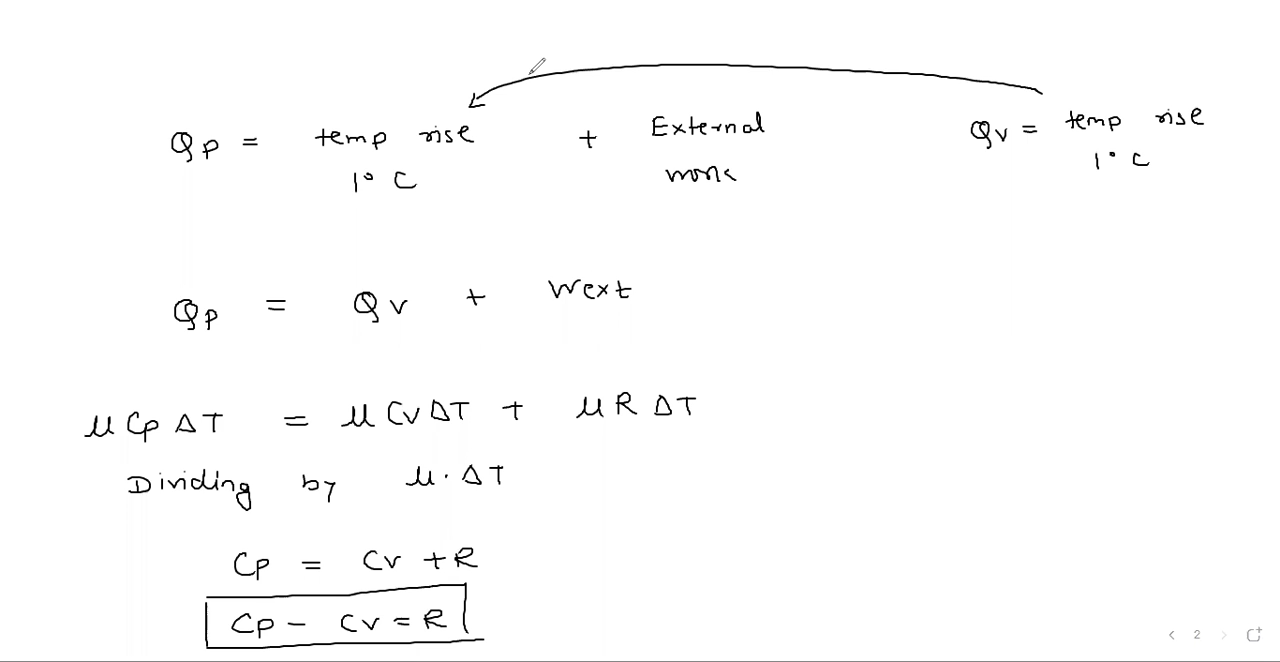 Qp = temp rise + External Qv = temp rise
1° C work 1° C
Qp = Qv + Wext
μ Cp ΔT = μ Cv ΔT + μ R ΔT
Dividing by μ. ΔT
Cp = Cv + R
Cp - Cv = R
2